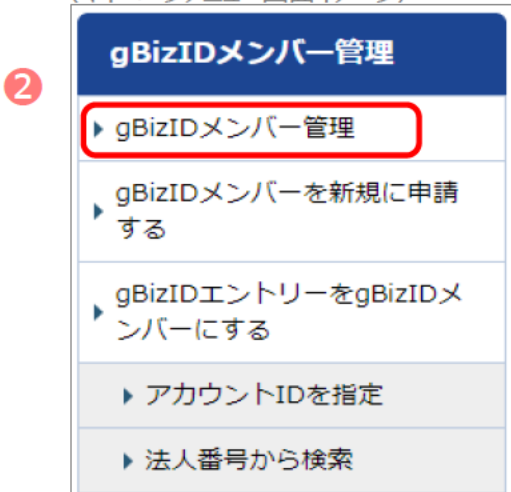 gBizIDメンバー管理
2
gBizIDメンバー管理
gBizIDメンバーを新規に申請
する
gBizIDエントリーをgBizIDメ
ンバーにする
アカウントIDを指定
法人番号から検索